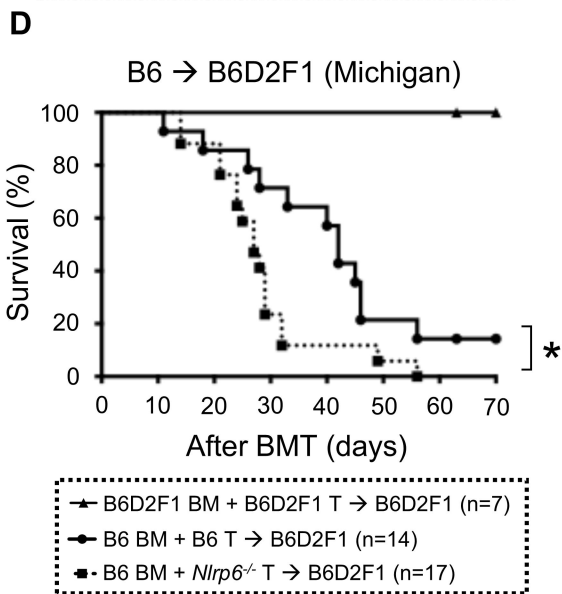 D
B6 → B6D2F1 (Michigan)
Survival (%)
100
80
60
40
20
0
0 10 20 30 40 50 60 70
*
After BMT (days)
B6D2F1 BM + B6D2F1 T → B6D2F1 (n=7)
B6 BM + B6 T → B6D2F1 (n=14)
B6 BM + Nlrp6-/- T → B6D2F1 (n=17)